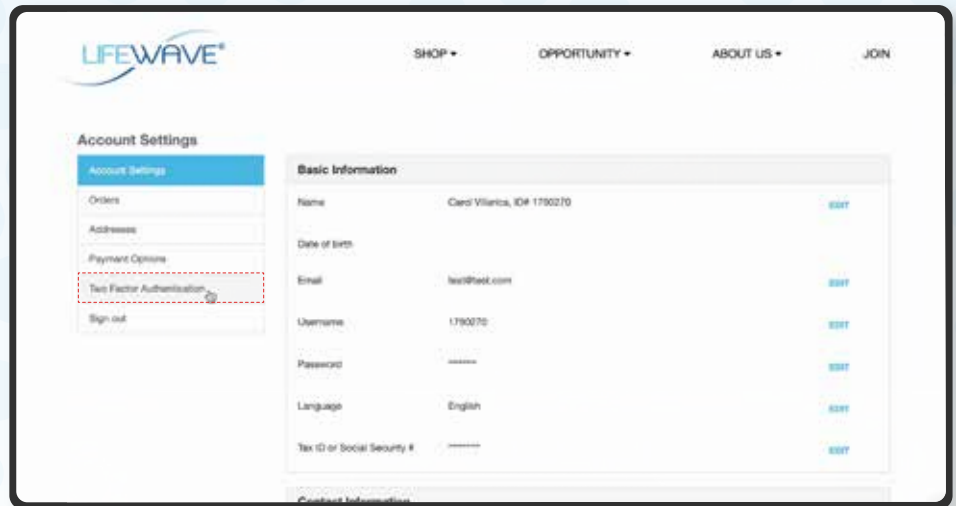 LIFEWAVE®
SHOP ▾ OPPORTUNITY ▾ ABOUT US ▾ JOIN
Account Settings
Account Settings
Orders
Addresses
Payment Options
Two Factor Authentication
Sign out
Basic Information
Name Carol Villarica, ID# 1790270 EDIT
Date of birth
Email test@test.com EDIT
Username 1790270 EDIT
Password ******* EDIT
Language English EDIT
Tax ID or Social Security # ******** EDIT
Contact Information